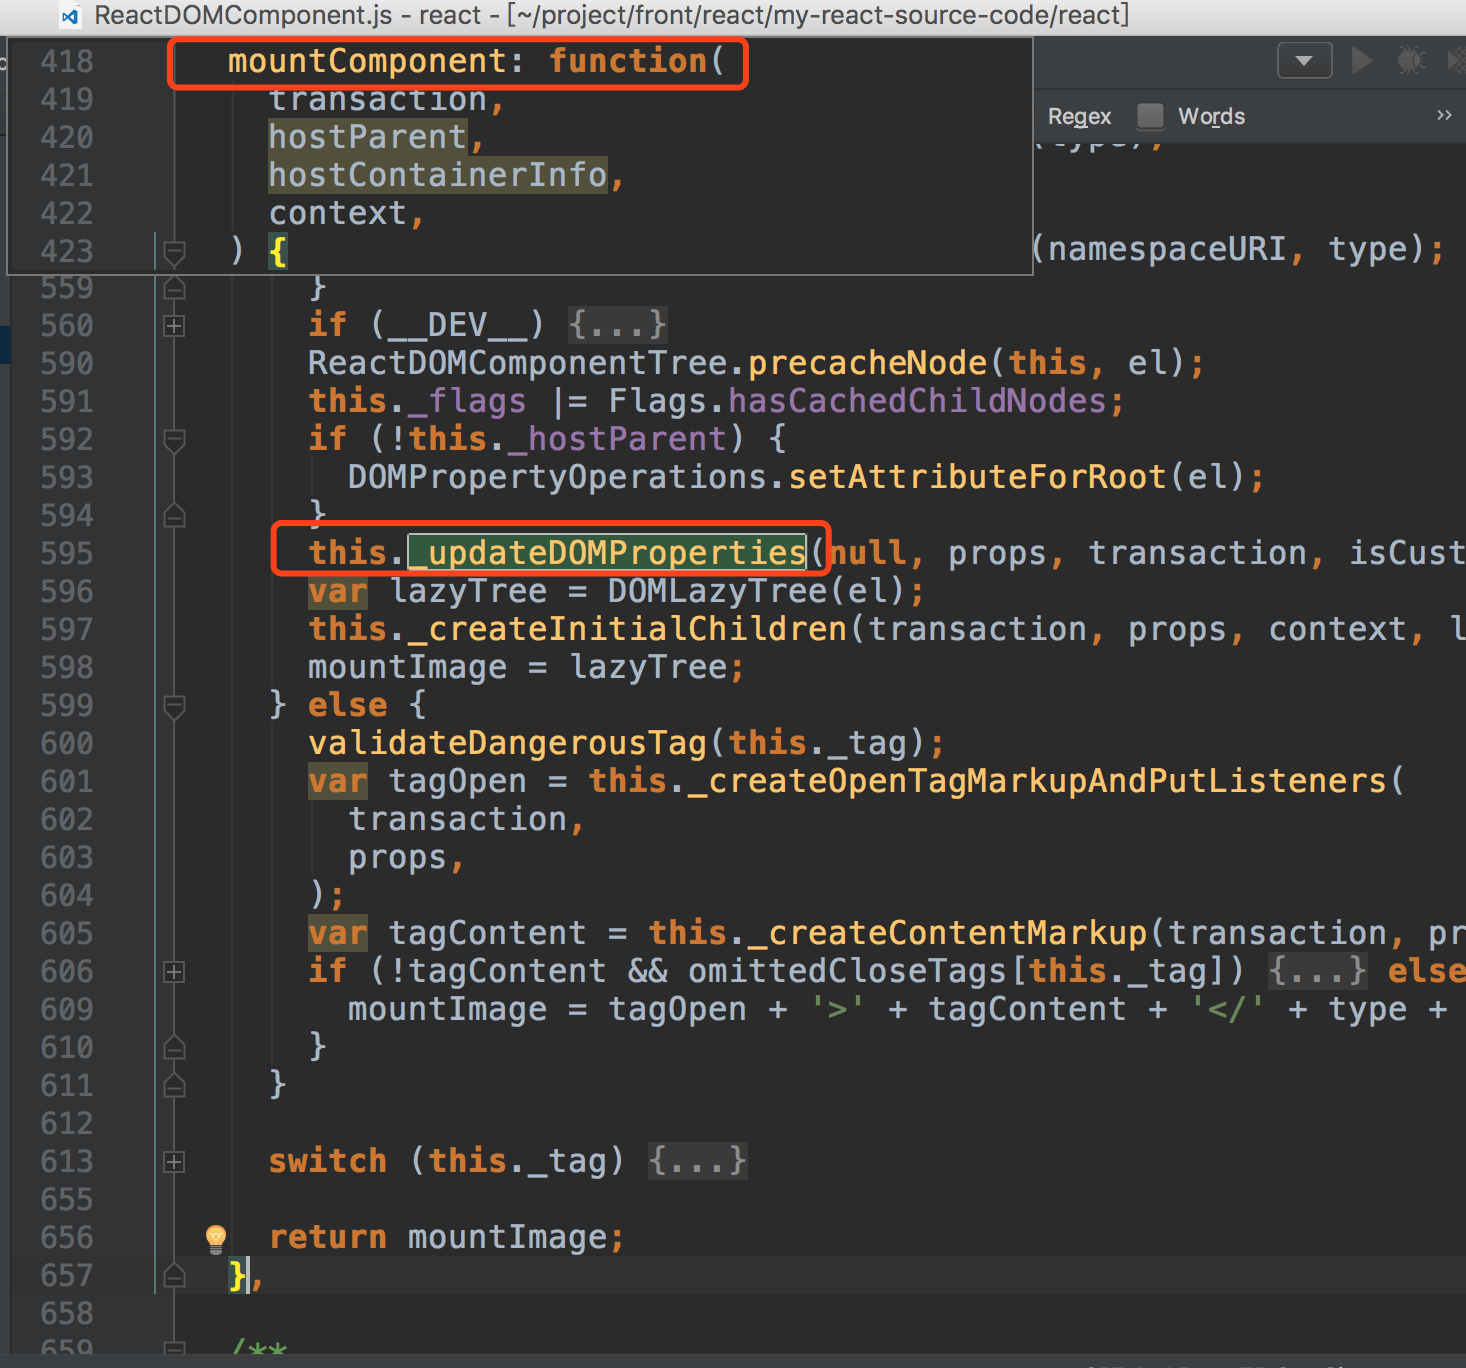 ReactDOMComponent.js - react - [~/project/front/react/my-react-source-code/react]
418 mountComponent: function(
419 transaction,
420 hostParent,
421 hostContainerInfo,
422 context,
423 ) {
Regex Words »
(type);
(namespaceURI, type);
559 }
560 if (__DEV__) {...}
590 ReactDOMComponentTree.precacheNode(this, el);
591 this._flags |= Flags.hasCachedChildNodes;
592 if (!this._hostParent) {
593 DOMPropertyOperations.setAttributeForRoot(el);
594 }
595 this._updateDOMProperties(null, props, transaction, isCust
596 var lazyTree = DOMLazyTree(el);
597 this._createInitialChildren(transaction, props, context, l
598 mountImage = lazyTree;
599 } else {
600 validateDangerousTag(this._tag);
601 var tagOpen = this._createOpenTagMarkupAndPutListeners(
602 transaction,
603 props,
604 );
605 var tagContent = this._createContentMarkup(transaction, pr
606 if (!tagContent && omittedCloseTags[this._tag]) {...} else
609 mountImage = tagOpen + '>' + tagContent + '</' + type +
610 }
611 }
612
613 switch (this._tag) {...}
655
656 return mountImage;
657 },
658
659 /**